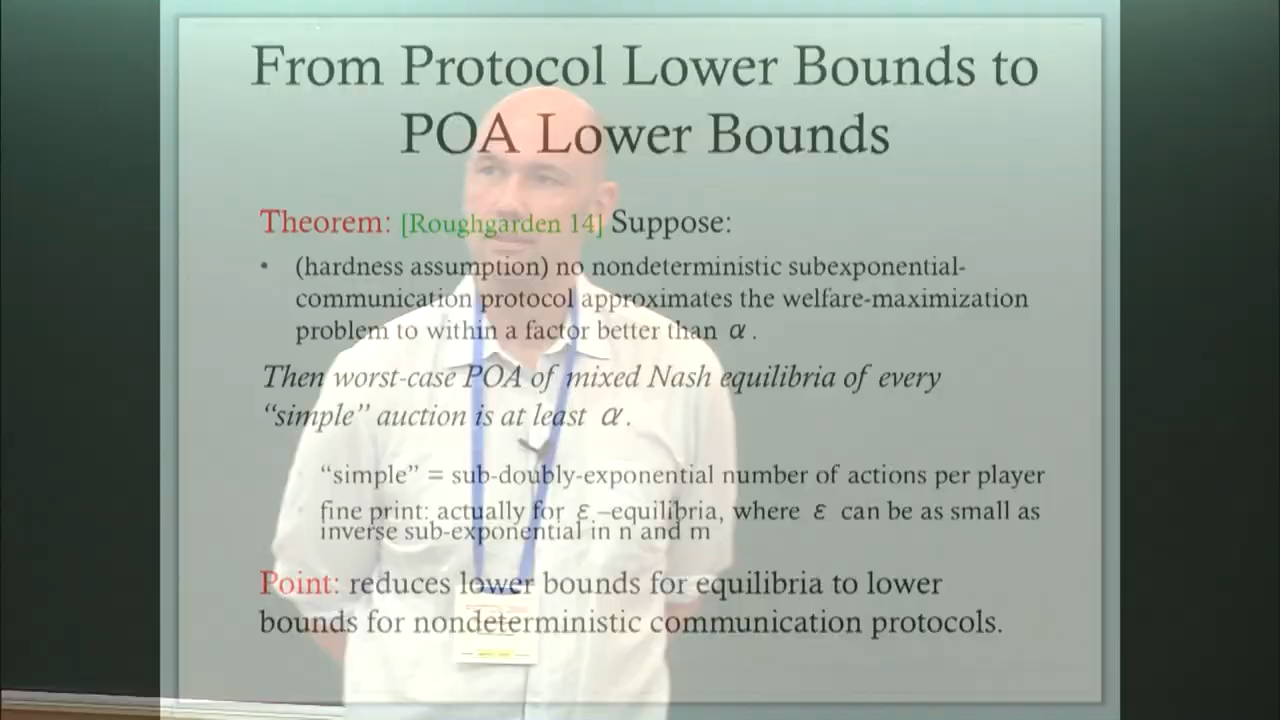 From Protocol Lower Bounds to
POA Lower Bounds
Theorem: [Roughgarden 14] Suppose:
• (hardness assumption) no nondeterministic subexponential-
communication protocol approximates the welfare-maximization
problem to within a factor better than α.
Then worst-case POA of mixed Nash equilibria of every
“simple” auction is at least α.
“simple” = sub-doubly-exponential number of actions per player
fine print: actually for ε–equilibria, where ε can be as small as
inverse sub-exponential in n and m
Point: reduces lower bounds for equilibria to lower
bounds for nondeterministic communication protocols.